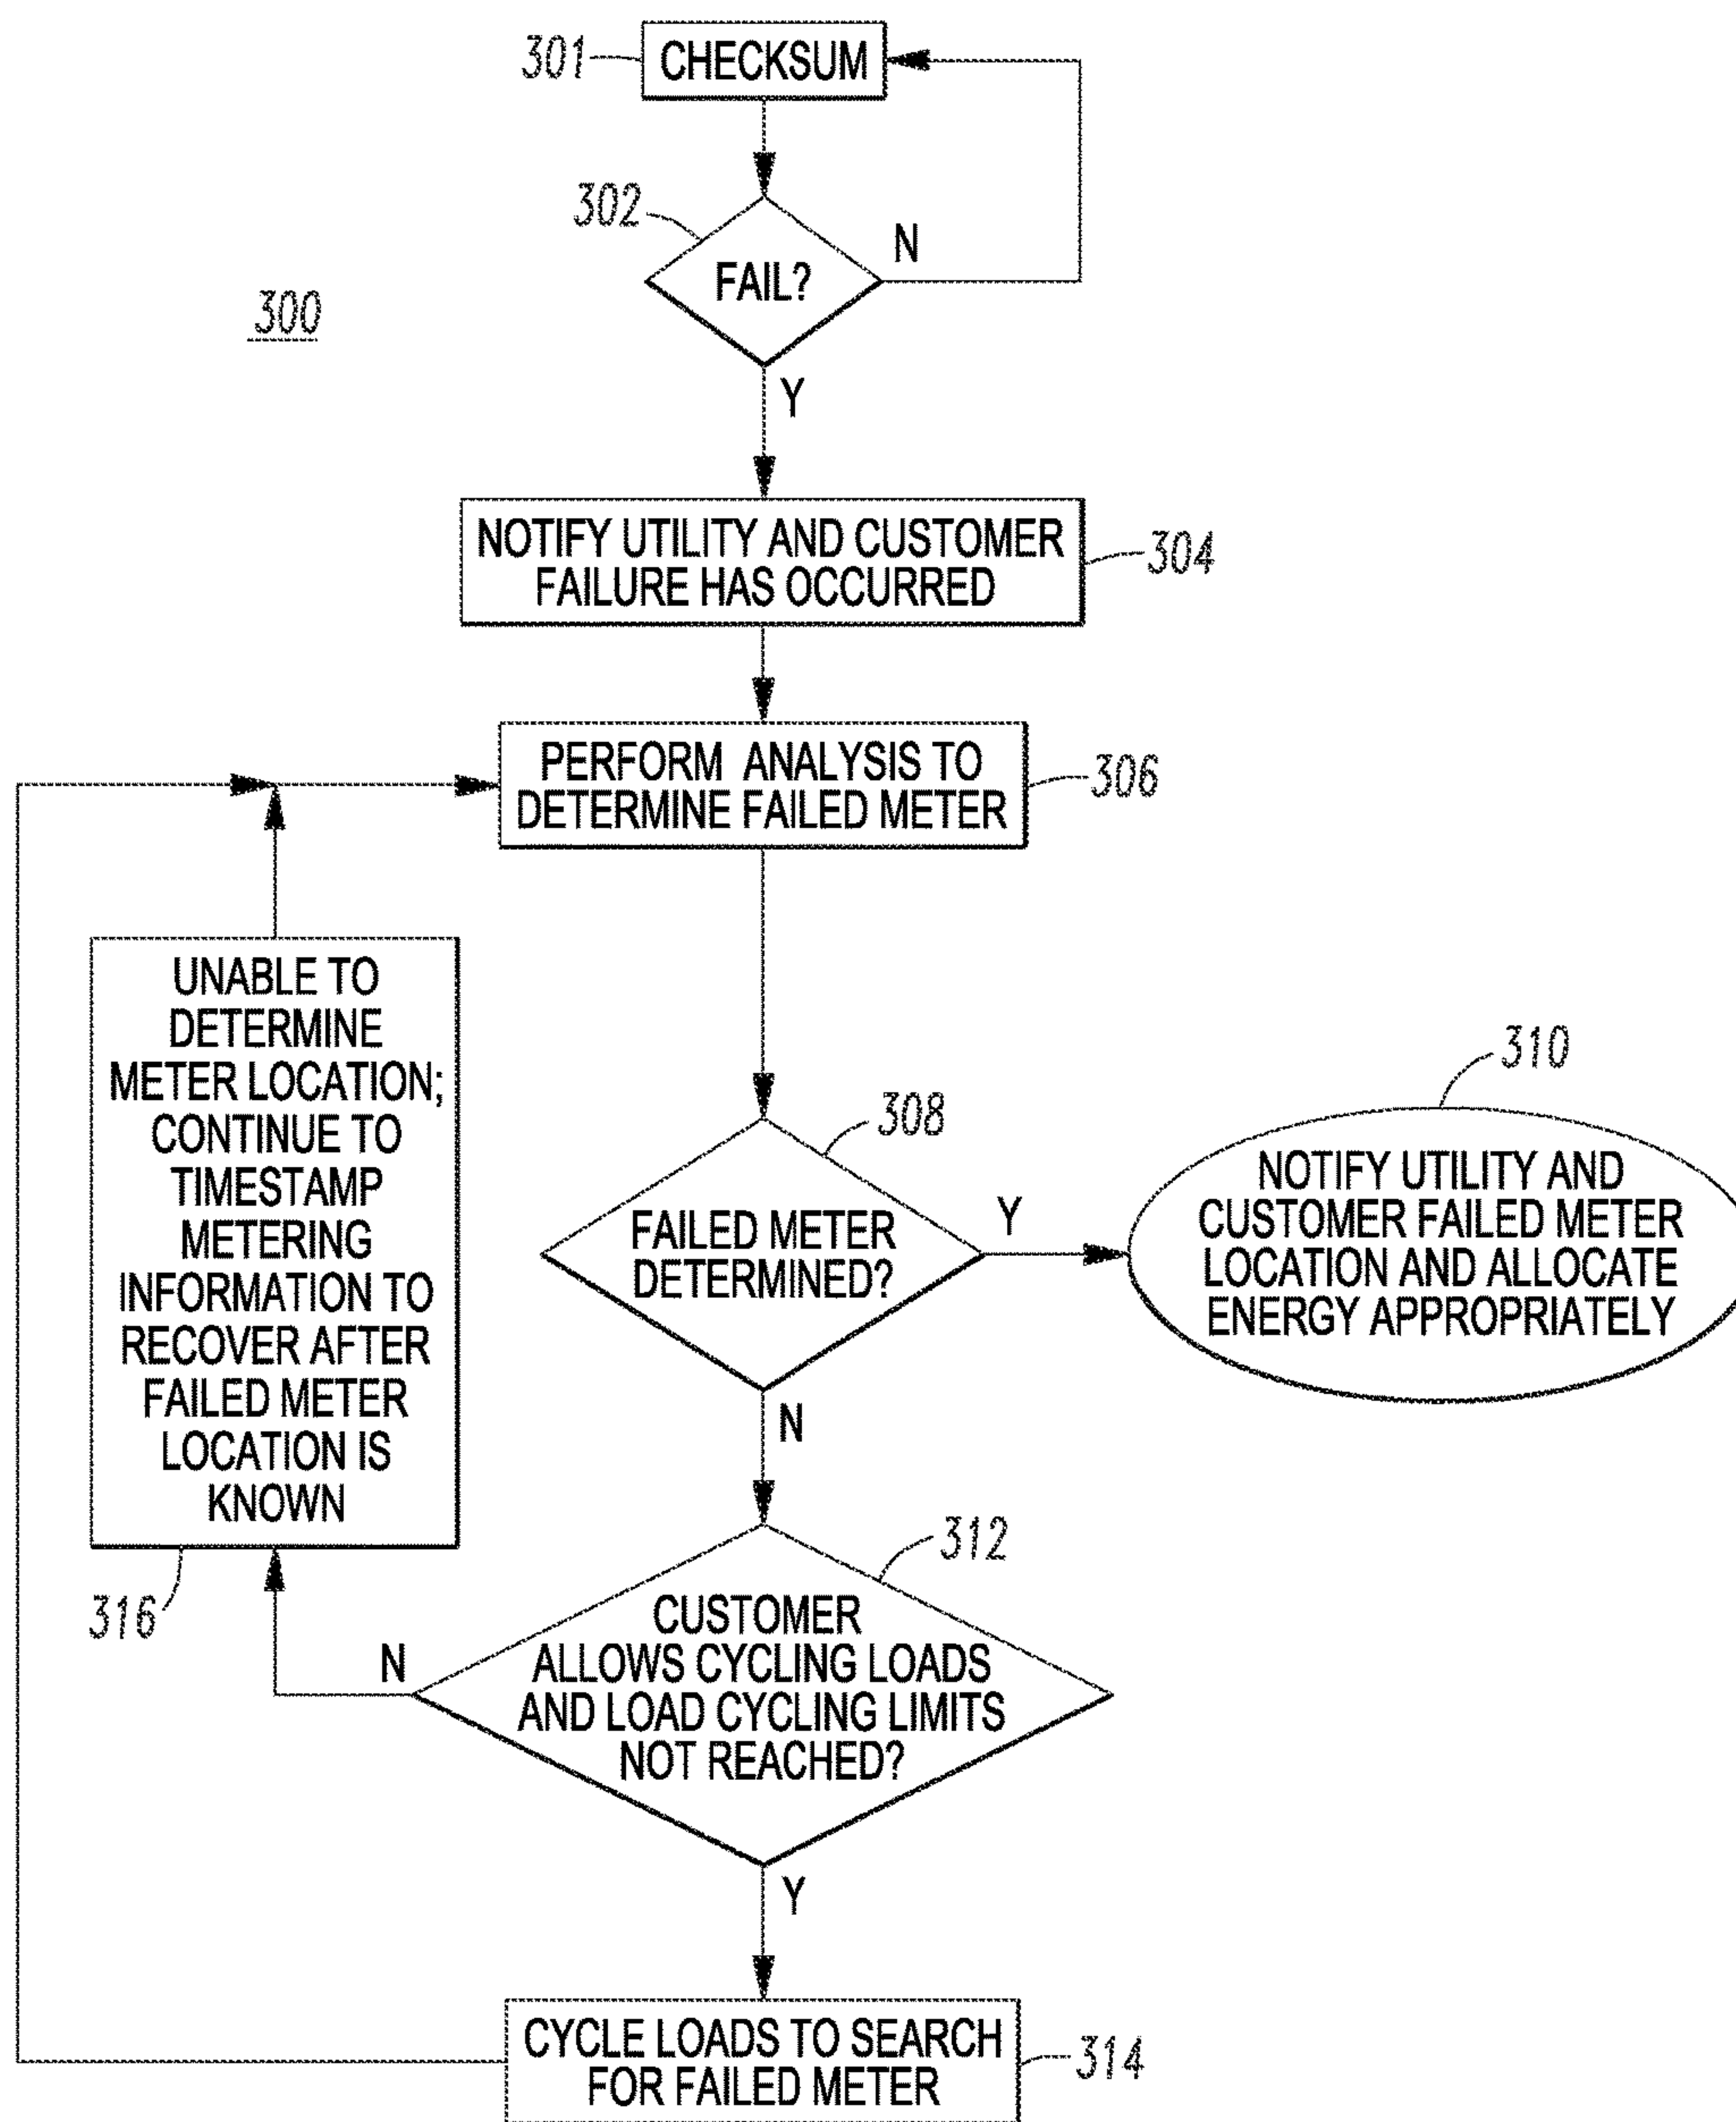 301
CHECKSUM
302
FAIL?
N
300
Y
NOTIFY UTILITY AND CUSTOMER
FAILURE HAS OCCURRED
304
PERFORM ANALYSIS TO
DETERMINE FAILED METER
306
UNABLE TO
DETERMINE
METER LOCATION;
CONTINUE TO
TIMESTAMP
METERING
INFORMATION TO
RECOVER AFTER
FAILED METER
LOCATION IS
KNOWN
316
308
FAILED METER
DETERMINED?
Y
310
NOTIFY UTILITY AND
CUSTOMER FAILED METER
LOCATION AND ALLOCATE
ENERGY APPROPRIATELY
N
312
CUSTOMER
ALLOWS CYCLING LOADS
AND LOAD CYCLING LIMITS
NOT REACHED?
N
Y
CYCLE LOADS TO SEARCH
FOR FAILED METER
314